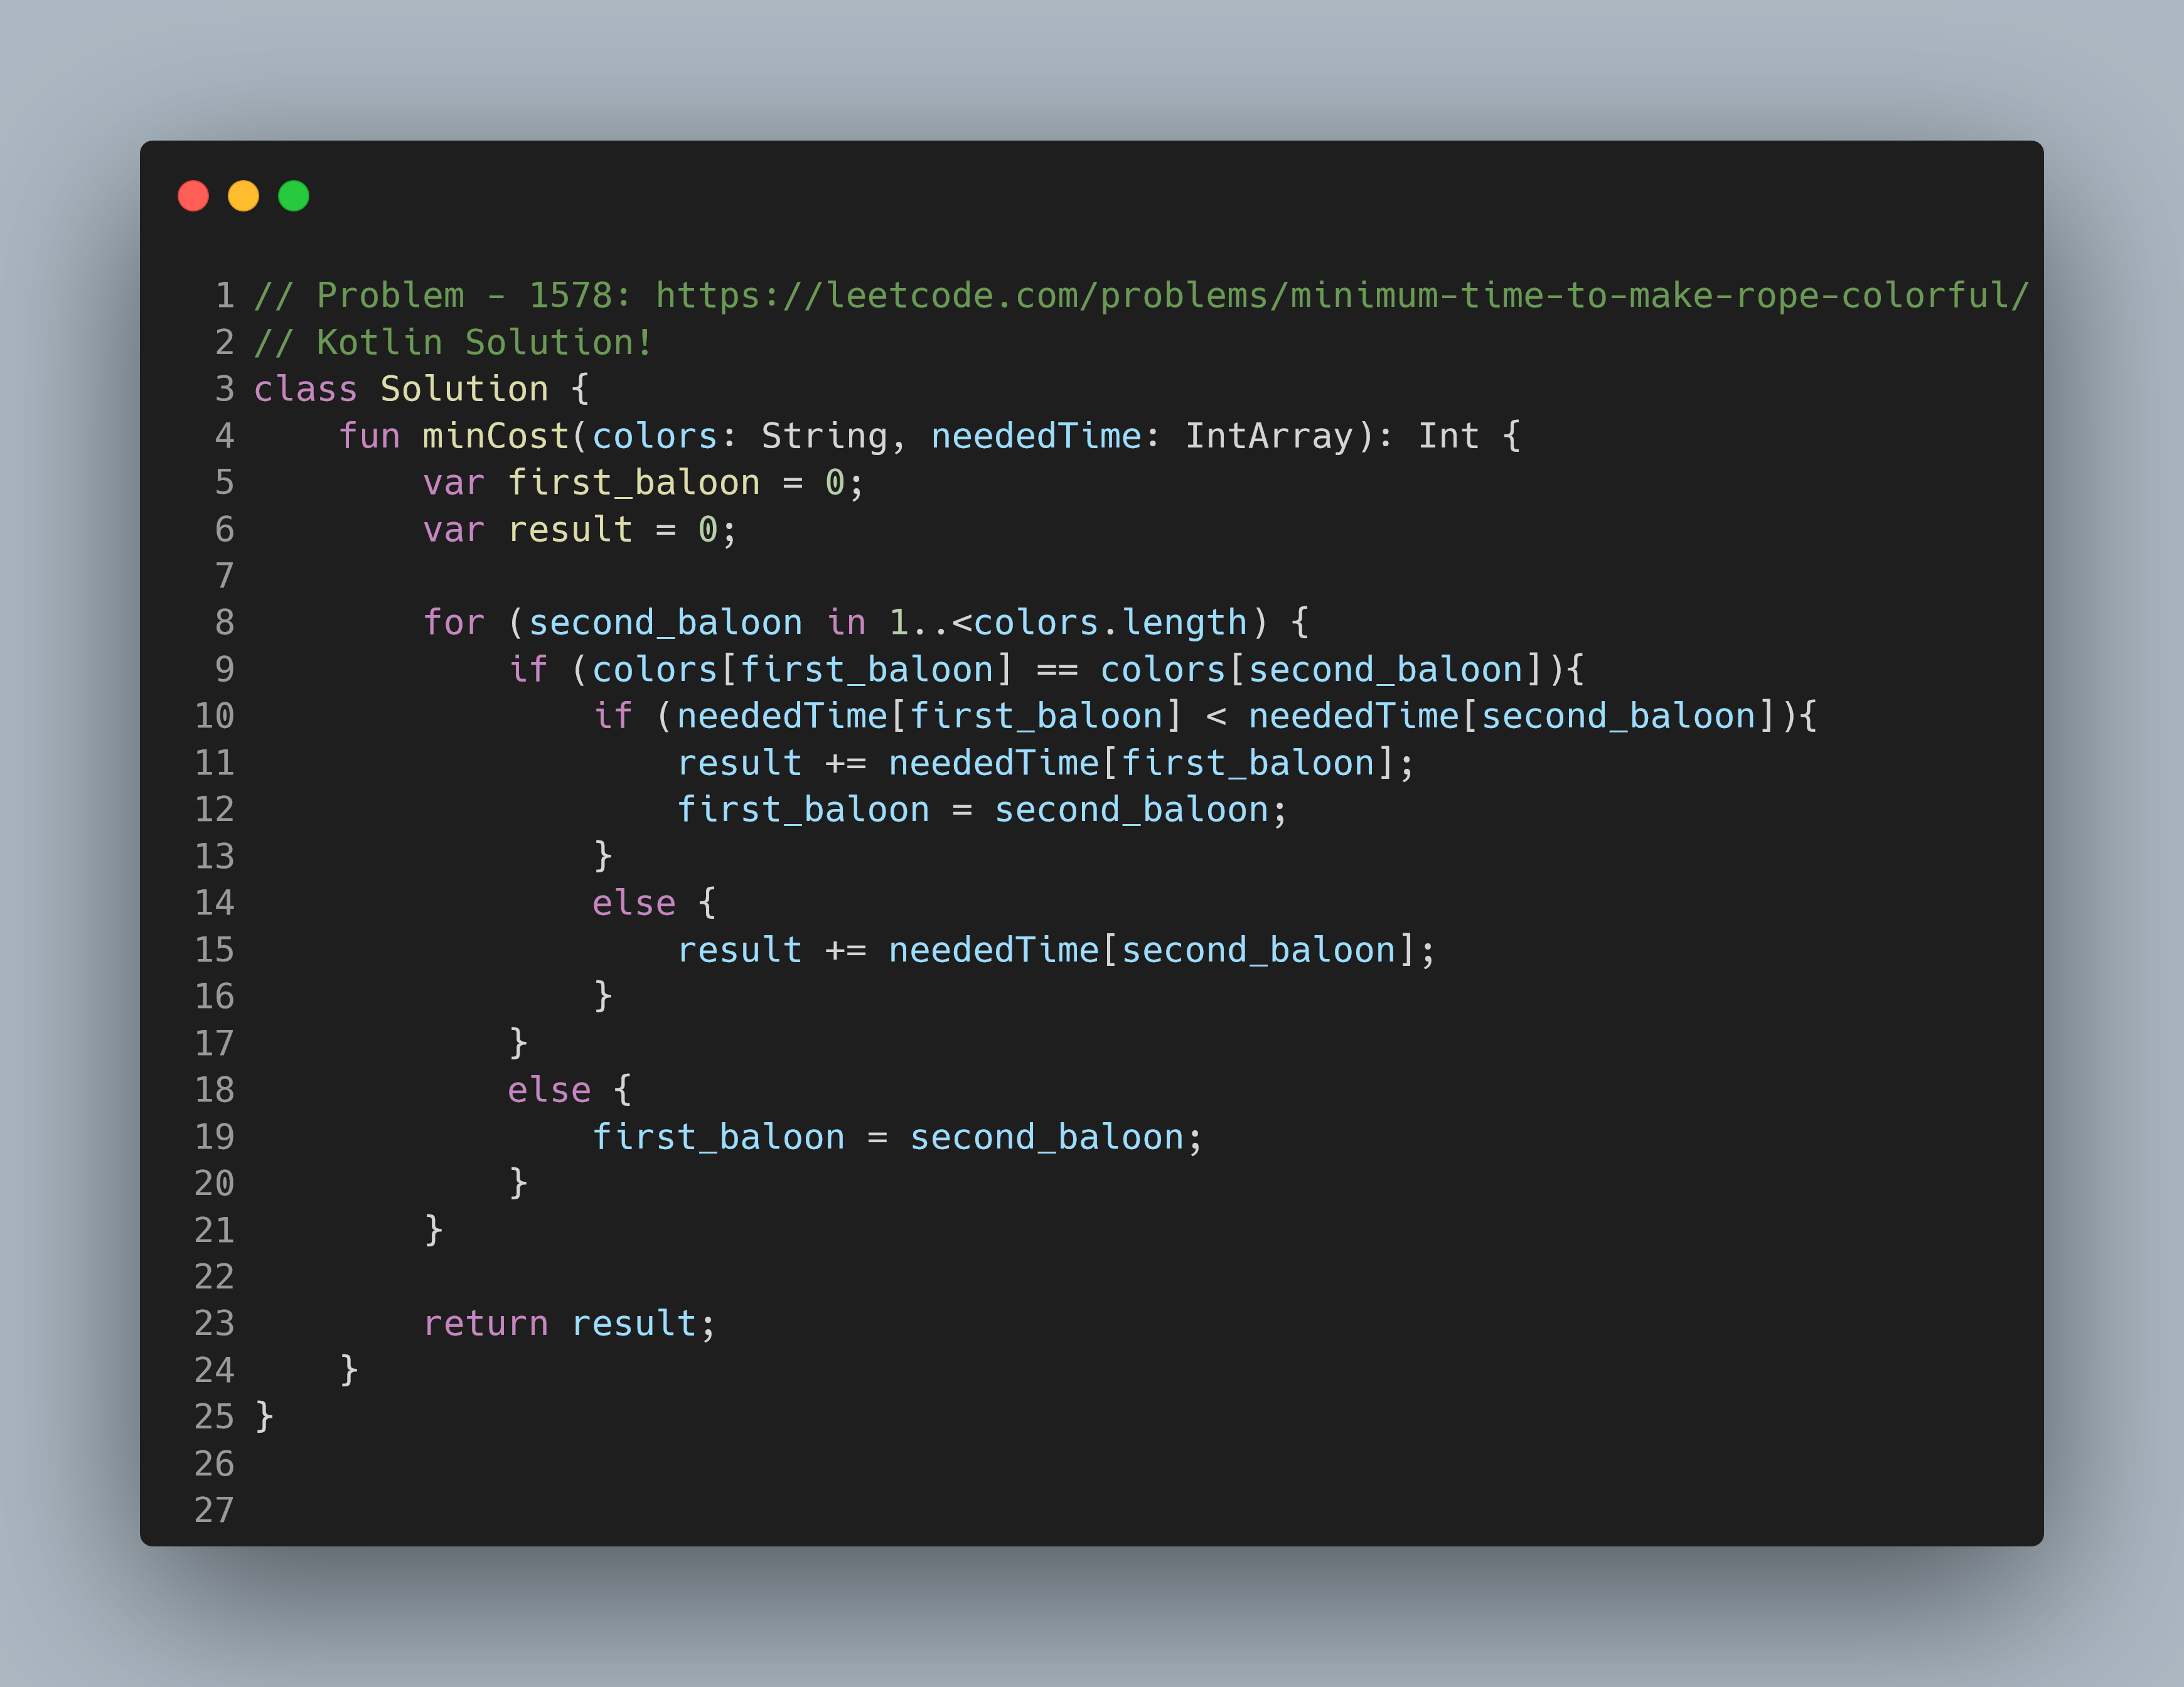 1 // Problem - 1578: https://leetcode.com/problems/minimum-time-to-make-rope-colorful/
2 // Kotlin Solution!
3 class Solution {
4     fun minCost(colors: String, neededTime: IntArray): Int {
5         var first_baloon = 0;
6         var result = 0;
7
8         for (second_baloon in 1..<colors.length) {
9             if (colors[first_baloon] == colors[second_baloon]){
10                 if (neededTime[first_baloon] < neededTime[second_baloon]){
11                     result += neededTime[first_baloon];
12                     first_baloon = second_baloon;
13                 }
14                 else {
15                     result += neededTime[second_baloon];
16                 }
17             }
18             else {
19                 first_baloon = second_baloon;
20             }
21         }
22
23         return result;
24     }
25 }
26
27